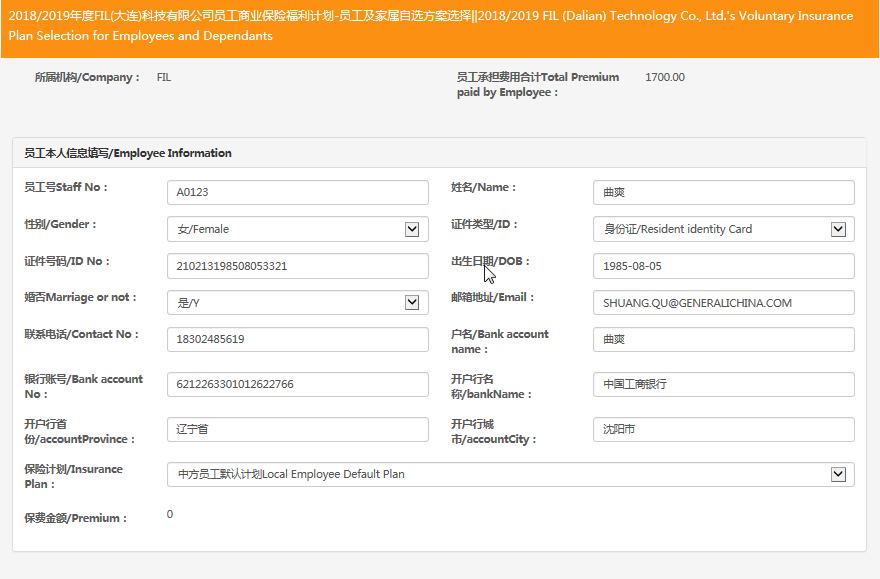 2018/2019年度FIL(大连)科技有限公司员工商业保险福利计划-员工及家属自选方案选择||2018/2019 FIL (Dalian) Technology Co., Ltd.'s Voluntary Insurance
Plan Selection for Employees and Dependants
所属机构/Company： FIL 员工承担费用合计Total Premium 1700.00
paid by Employee：
员工本人信息填写/Employee Information
员工号Staff No： A0123 姓名/Name： 曲爽
性别/Gender： 女/Female 证件类型/ID： 身份证/Resident identity Card
证件号码/ID No： 210213198508053321 出生日期/DOB： 1985-08-05
婚否Marriage or not： 是/Y 邮箱地址/Email： SHUANG.QU@GENERALICHINA.COM
联系电话/Contact No： 18302485619 户名/Bank account 曲爽
name：
银行账号/Bank account 6212263301012622766 开户行名 中国工商银行
No： 称/bankName：
开户行省 辽宁省 开户行城 沈阳市
份/accountProvince： 市/accountCity：
保险计划/Insurance 中方员工默认计划Local Employee Default Plan
Plan：
保费金额/Premium： 0